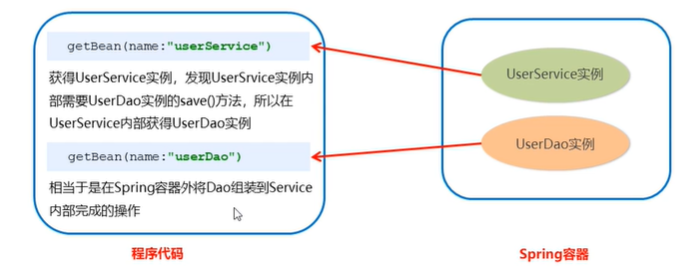 getBean(name:"userService")
获得UserService实例，发现UserSrvice实例内
部需要UserDao实例的save()方法，所以在
UserService内部获得UserDao实例
getBean(name:"userDao")
相当于是在Spring容器外将Dao组装到Service
内部完成的操作
程序代码
UserService实例
UserDao实例
Spring容器